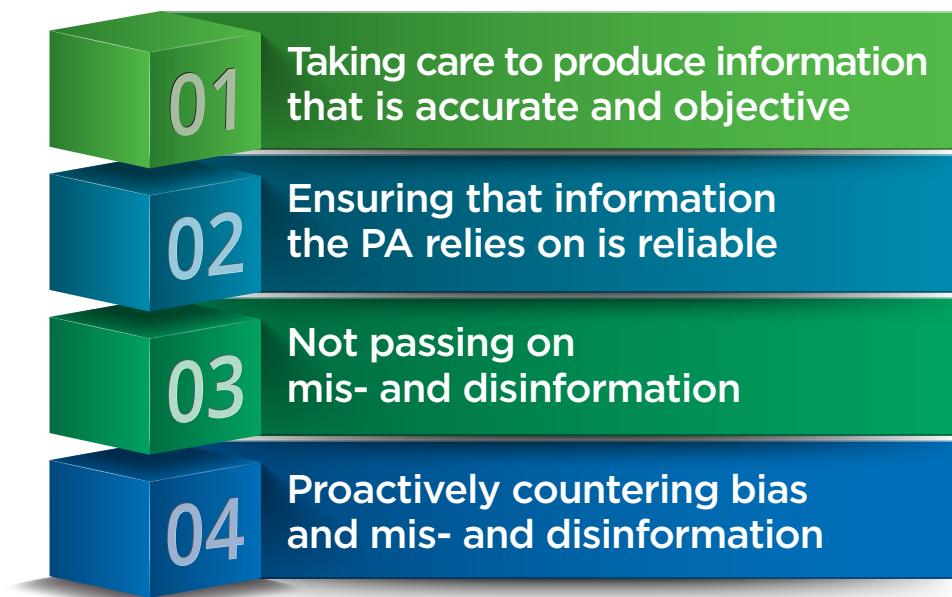 01
Taking care to produce information
that is accurate and objective
02
Ensuring that information
the PA relies on is reliable
03
Not passing on
mis- and disinformation
04
Proactively countering bias
and mis- and disinformation